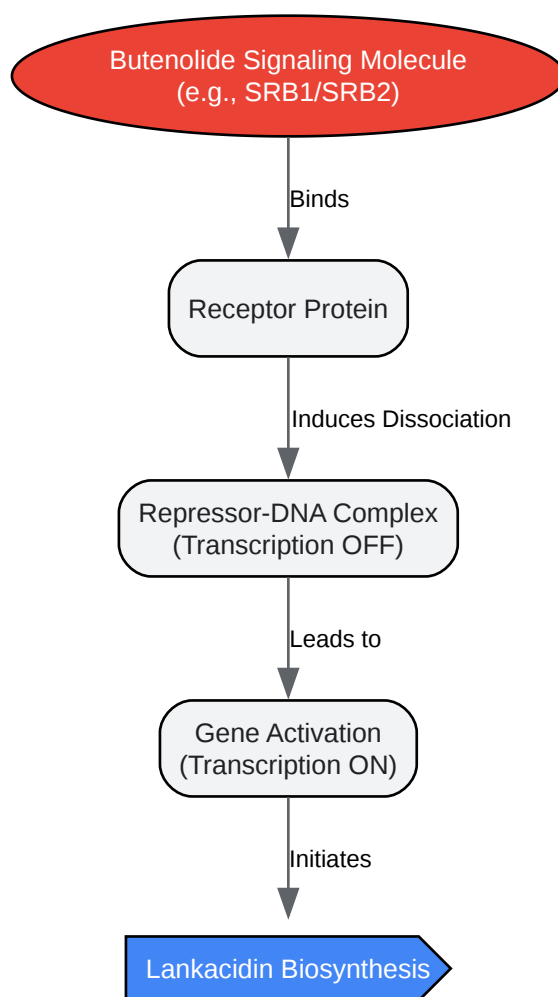 Butenolide Signaling Molecule
(e.g., SRB1/SRB2)
Binds
Receptor Protein
Induces Dissociation
Repressor-DNA Complex
(Transcription OFF)
Leads to
Gene Activation
(Transcription ON)
Initiates
Lankacidin Biosynthesis